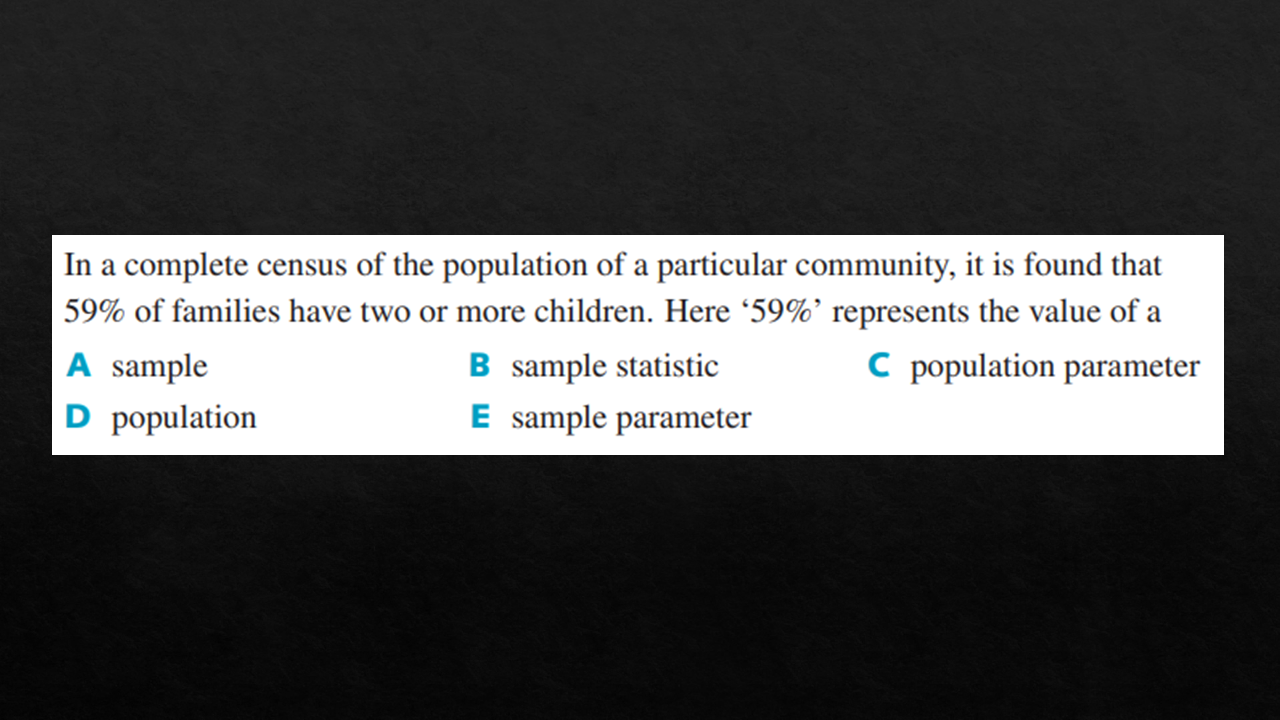 In a complete census of the population of a particular community, it is found that
59% of families have two or more children. Here ‘59%’ represents the value of a
A sample B sample statistic C population parameter
D population E sample parameter